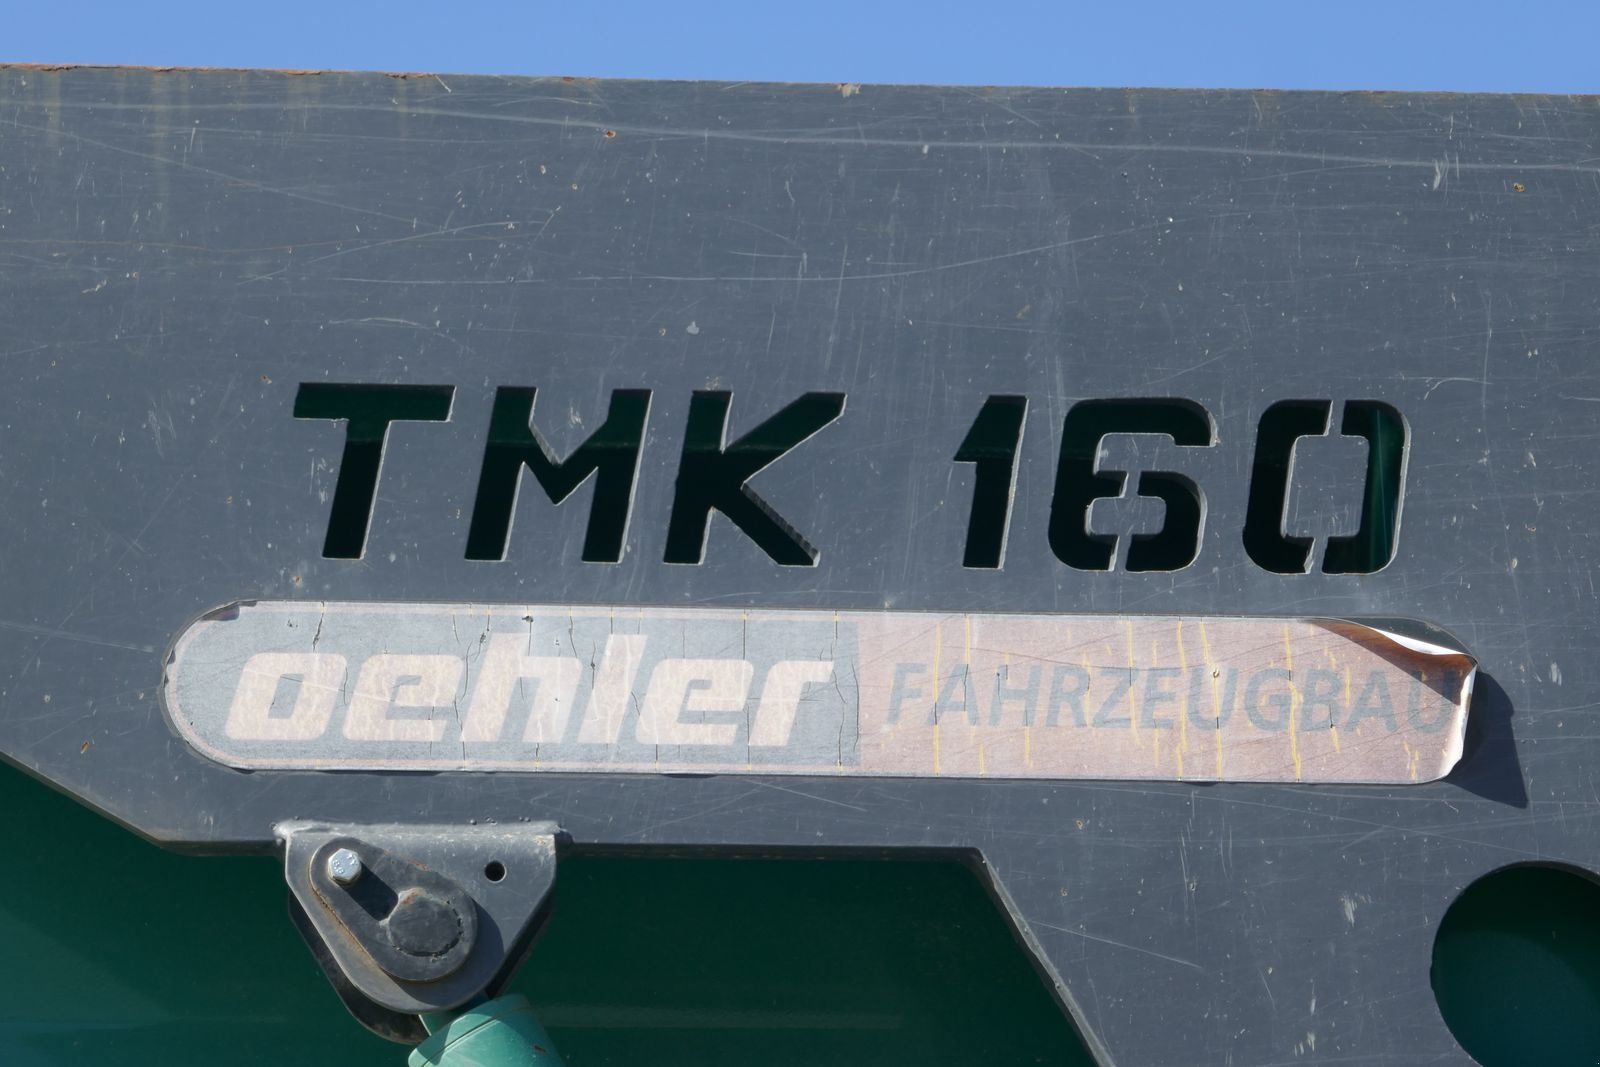 TMK 160
oehler FAHRZEUGBAU